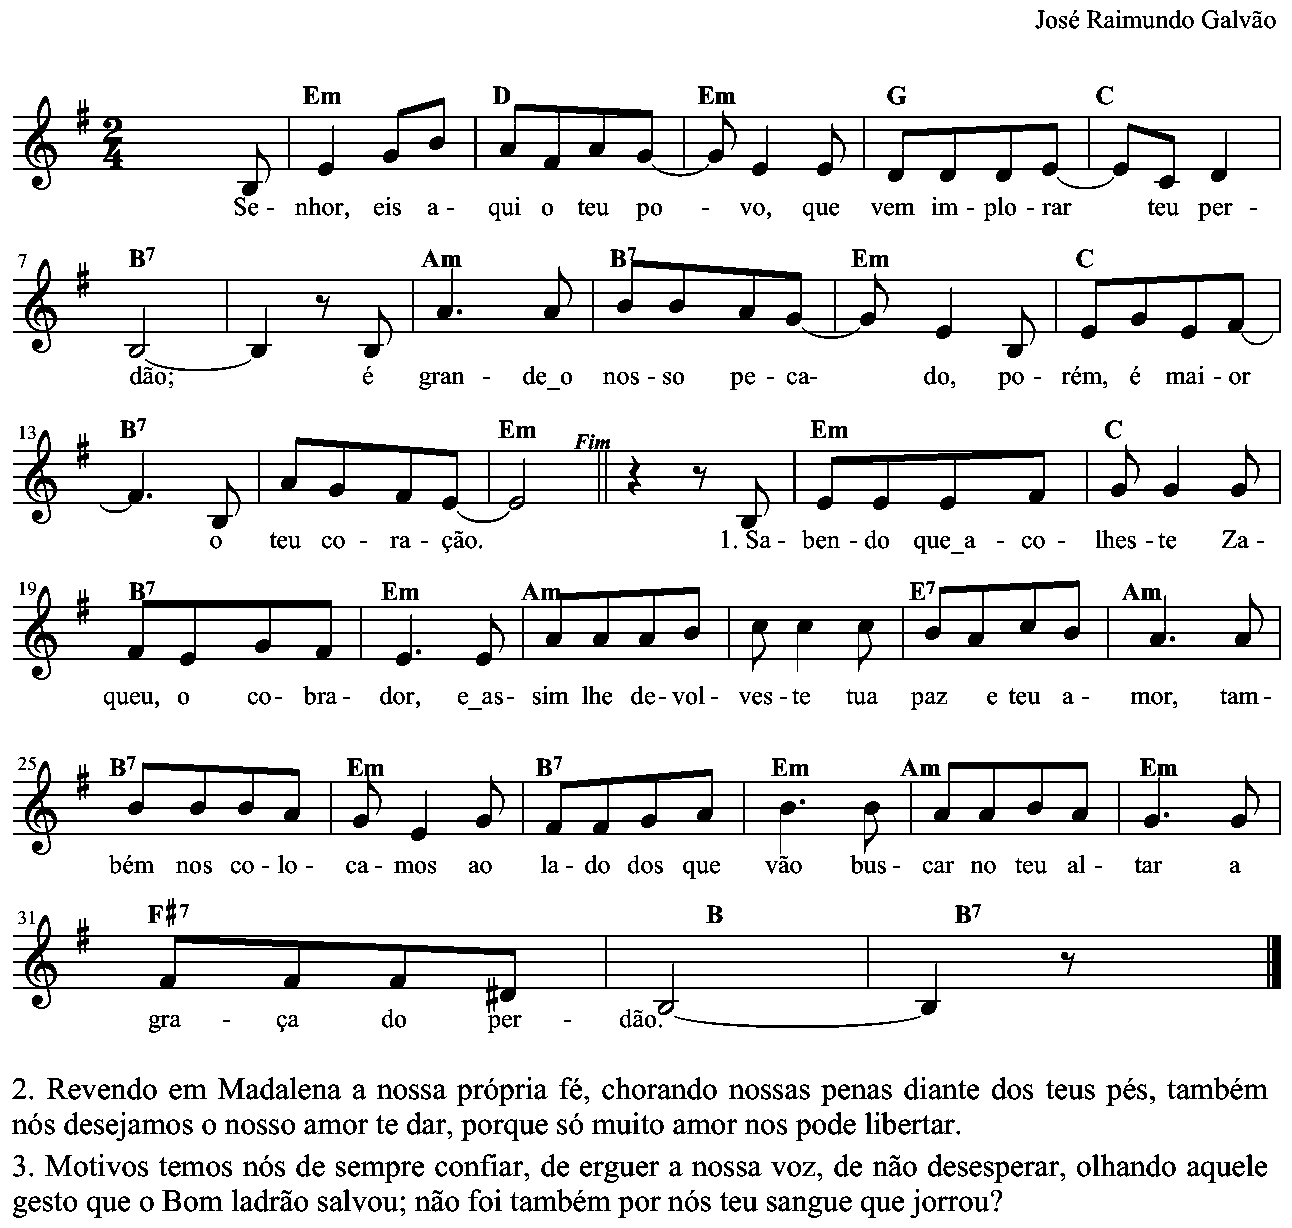 José Raimundo Galvão
Em D Em G C
2
4
Se - nhor, eis a - qui o teu po - vo, que vem im - plo - rar teu per -
7
B7 Am B7 Em C
dão; é gran - de_o nos - so pe - ca - do, po - rém, é mai - or
13
B7 Em Fim Em C
o teu co - ra - ção. 1. Sa - ben - do que_a - co - lhes - te Za -
19
B7 Em Am E7 Am
queu, o co - bra - dor, e_as - sim lhe de - vol - ves - te tua paz e teu a - mor, tam -
25
B7 Em B7 Em Am Em
bém nos co - lo - ca - mos ao la - do dos que vão bus - car no teu al - tar a
31
F#7 B B7
gra - ça do per - dão.
2. Revendo em Madalena a nossa própria fé, chorando nossas penas diante dos teus pés, também
nós desejamos o nosso amor te dar, porque só muito amor nos pode libertar.
3. Motivos temos nós de sempre confiar, de erguer a nossa voz, de não desesperar, olhando aquele
gesto que o Bom ladrão salvou; não foi também por nós teu sangue que jorrou?